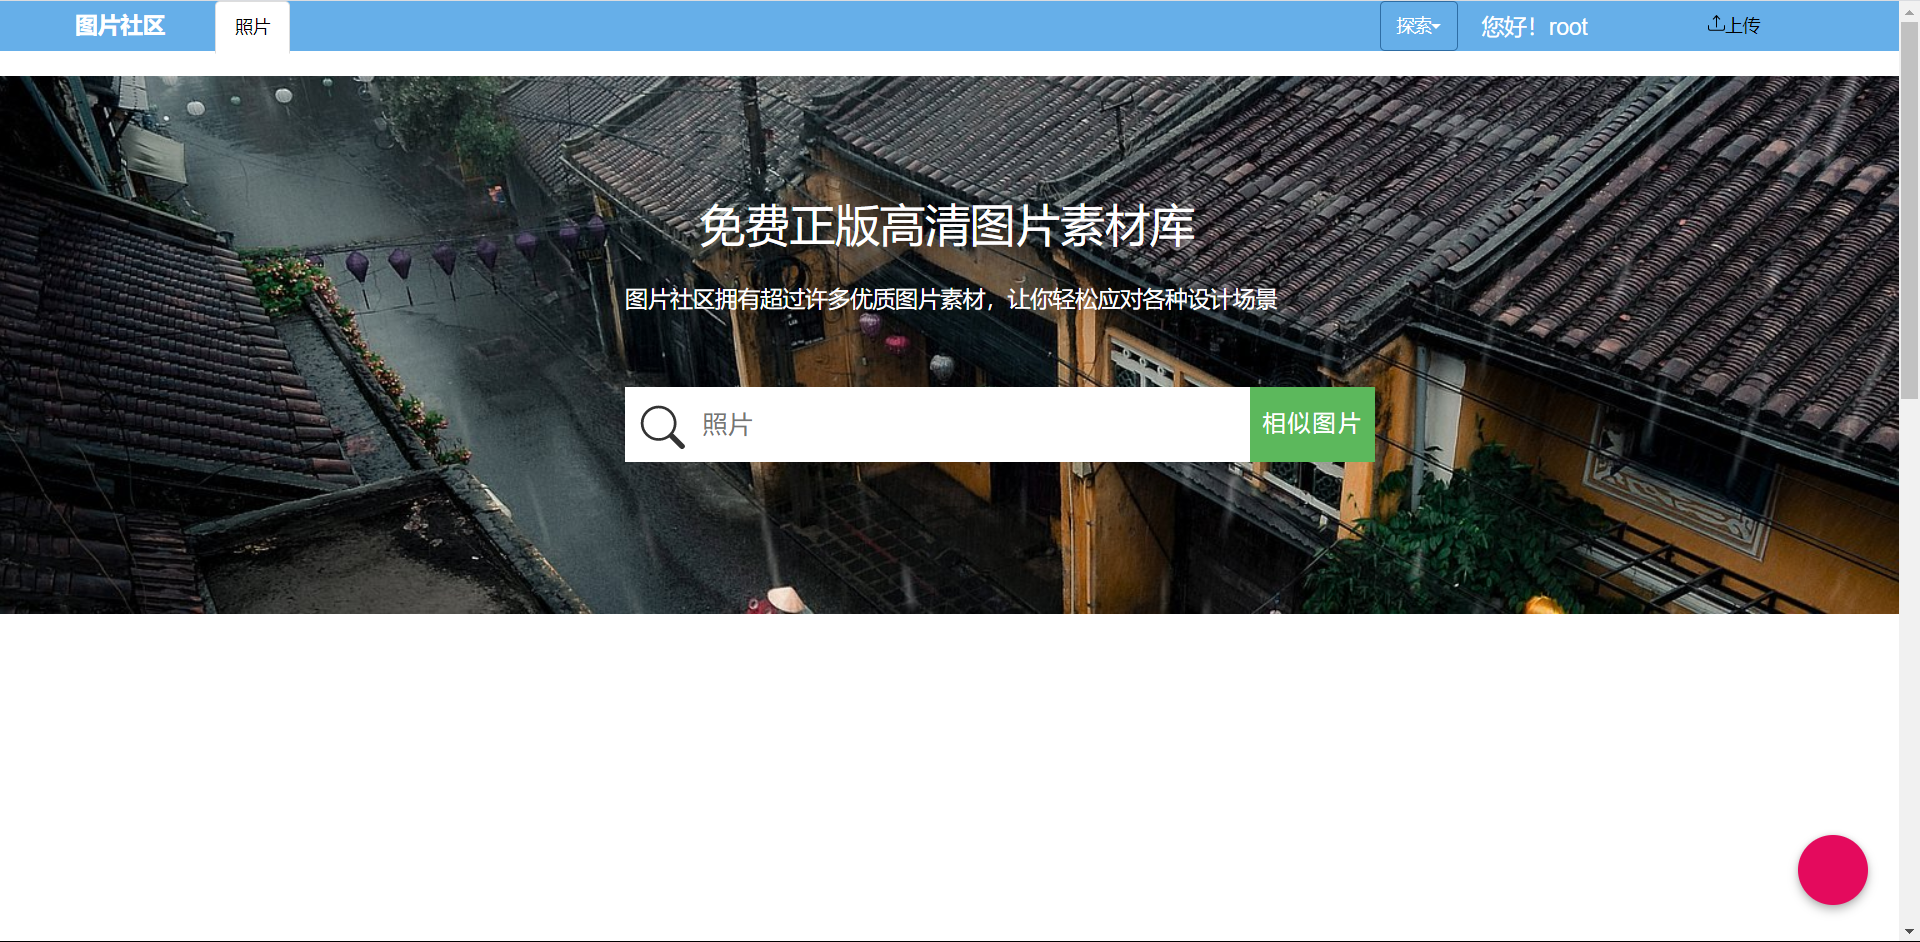 图片社区 照片 探索 您好！root 上传
免费正版高清图片素材库
图片社区拥有超过许多优质图片素材，让你轻松应对各种设计场景
照片 相似图片